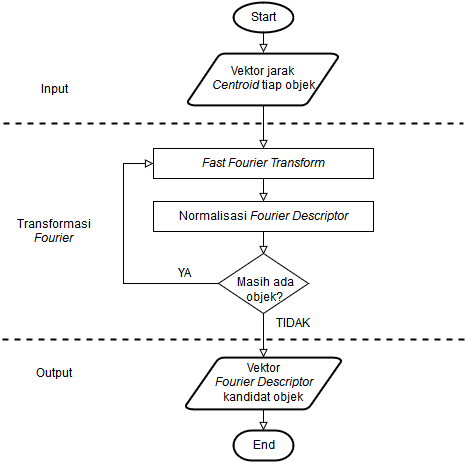 Start
Vektor jarak
Centroid tiap objek
Input
Fast Fourier Transform
Normalisasi Fourier Descriptor
Transformasi
Fourier
YA
Masih ada
objek?
TIDAK
Output
Vektor
Fourier Descriptor
kandidat objek
End